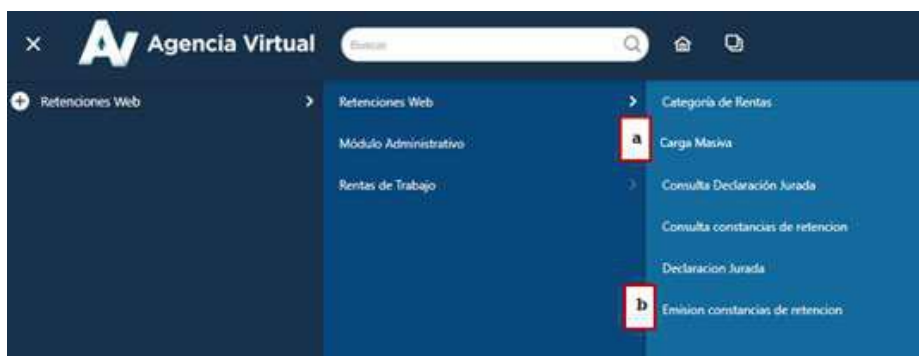 × AV Agencia Virtual Buscar
Retenciones Web
Retenciones Web
Módulo Administrativo
Rentas de Trabajo
Categoría de Rentas
a Carga Masiva
Consulta Declaración Jurada
Consulta constancias de retencion
Declaracion Jurada
b Emision constancias de retencion